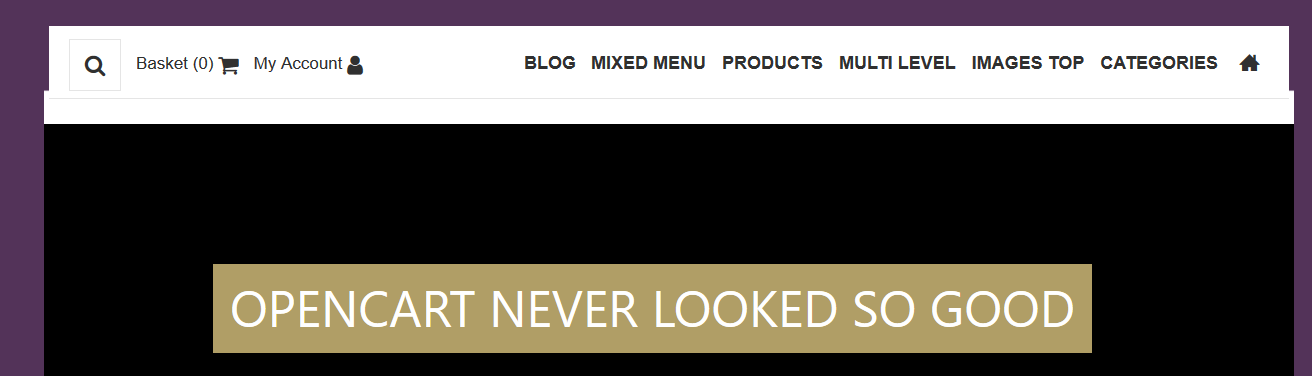 Basket (0) My Account BLOG MIXED MENU PRODUCTS MULTI LEVEL IMAGES TOP CATEGORIES
OPENCART NEVER LOOKED SO GOOD